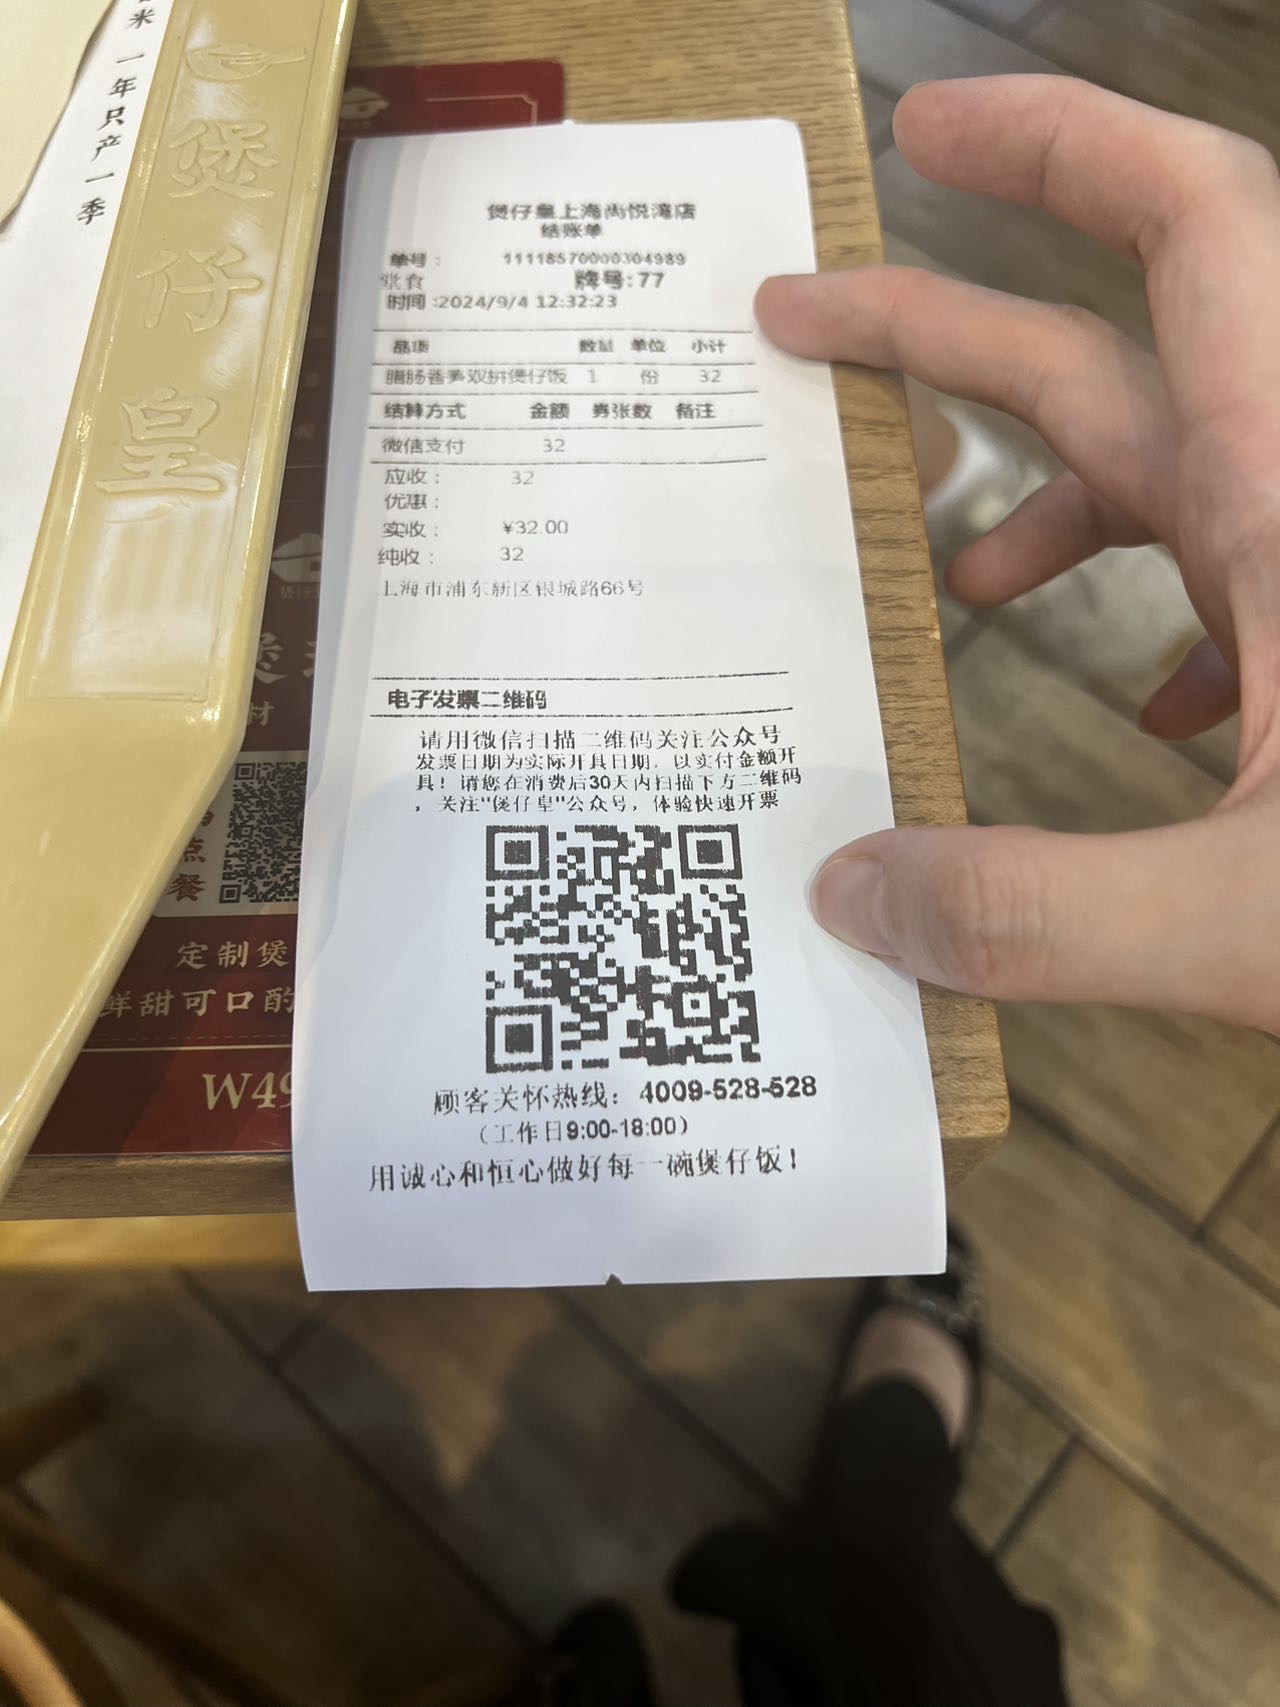 米 一年只产一季
煲仔皇
煲仔皇上海尚悦湾店
结账单
单号： 11118570000304989
堂食 牌号:77
时间:2024/9/4 12:32:23
品项 数量 单位 小计
腊肠香笋双拼煲仔饭 1 份 32
结算方式 金额 券张数 备注
微信支付 32
应收： 32
优惠：
实收： ¥32.00
纯收： 32
上海市浦东新区银城路66号
电子发票二维码
请用微信扫描二维码关注公众号
发票日期为实际开具日期，以实付金额开
具！请您在消费后30天内扫描下方二维码
，关注"煲仔皇"公众号，体验快速开票
顾客关怀热线：4009-528-528
（工作日9:00-18:00）
用诚心和恒心做好每一碗煲仔饭！
材
点
餐
定制煲
鲜甜可口酌
W49